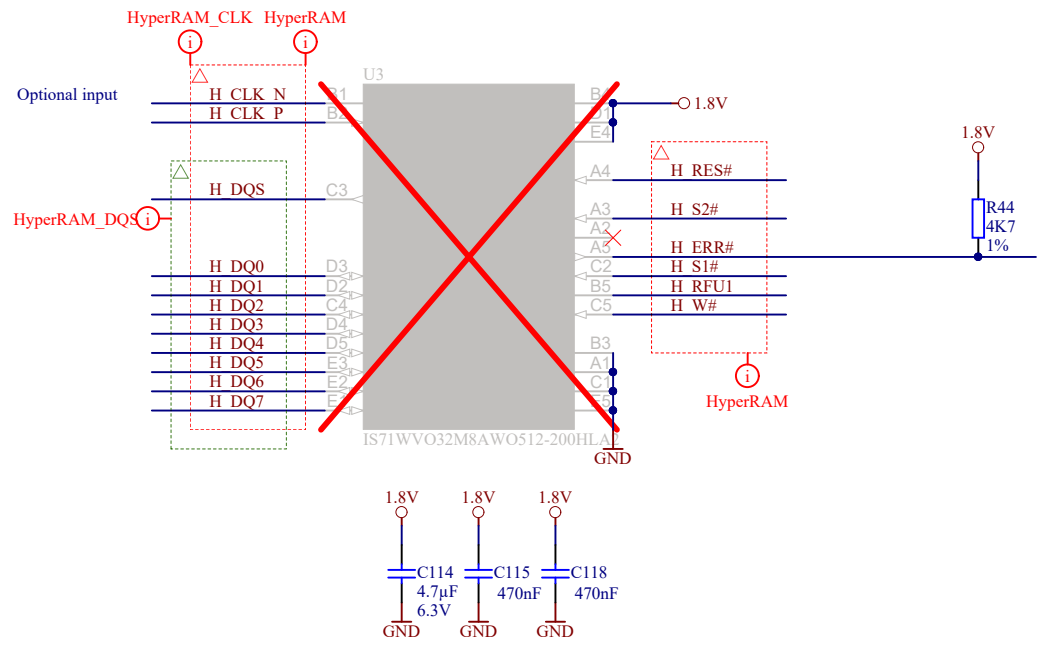 HyperRAM_CLK HyperRAM
i i
U3
Optional input
H_CLK_N B1
H_CLK_P B2
H_DQS C3
HyperRAM_DQS i
H_DQ0 D3
H_DQ1 D2
H_DQ2 C4
H_DQ3 D4
H_DQ4 D5
H_DQ5 E3
H_DQ6 E2
H_DQ7
B4 1.8V
D1
E4
A4 H_RES#
A3 H_S2#
A2
A5 H_ERR#
C2 H_S1#
B5 H_RFU1
C5 H_W#
B3
A1
C1
E5
1.8V
R44
4K7
1%
i
HyperRAM
IS71WVO32M8AWO512-200HLA2
GND
1.8V 1.8V 1.8V
C114 C115 C118
4.7µF 470nF 470nF
6.3V
GND GND GND